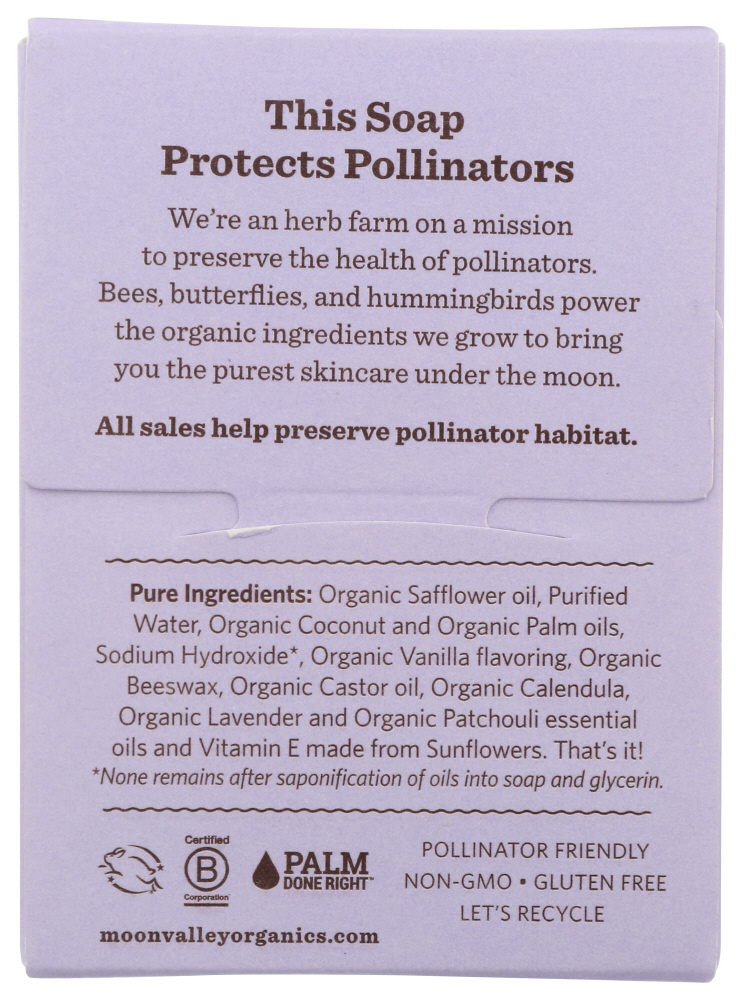 This Soap
Protects Pollinators
We're an herb farm on a mission
to preserve the health of pollinators.
Bees, butterflies, and hummingbirds power
the organic ingredients we grow to bring
you the purest skincare under the moon.
All sales help preserve pollinator habitat.
Pure Ingredients: Organic Safflower oil, Purified
Water, Organic Coconut and Organic Palm oils,
Sodium Hydroxide*, Organic Vanilla flavoring, Organic
Beeswax, Organic Castor oil, Organic Calendula,
Organic Lavender and Organic Patchouli essential
oils and Vitamin E made from Sunflowers. That's it!
*None remains after saponification of oils into soap and glycerin.
Certified
B
Corporation
PALM
DONE RIGHT™
POLLINATOR FRIENDLY
NON-GMO • GLUTEN FREE
LET'S RECYCLE
moonvalleyorganics.com